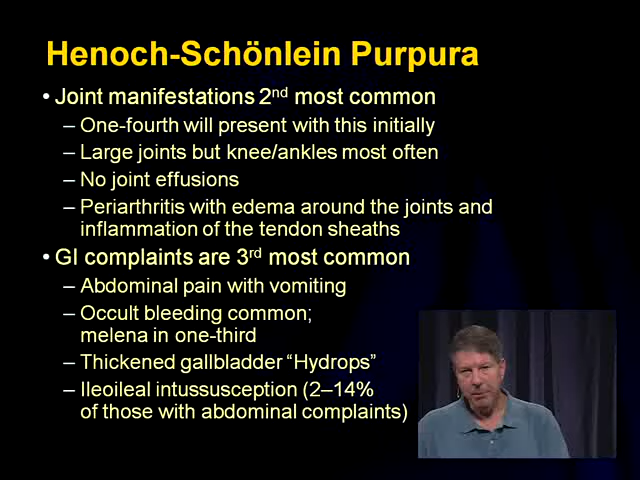 Henoch-Schönlein Purpura
• Joint manifestations 2nd most common
– One-fourth will present with this initially
– Large joints but knee/ankles most often
– No joint effusions
– Periarthritis with edema around the joints and
inflammation of the tendon sheaths
• GI complaints are 3rd most common
– Abdominal pain with vomiting
– Occult bleeding common;
melena in one-third
– Thickened gallbladder “Hydrops”
– Ileoileal intussusception (2–14%
of those with abdominal complaints)